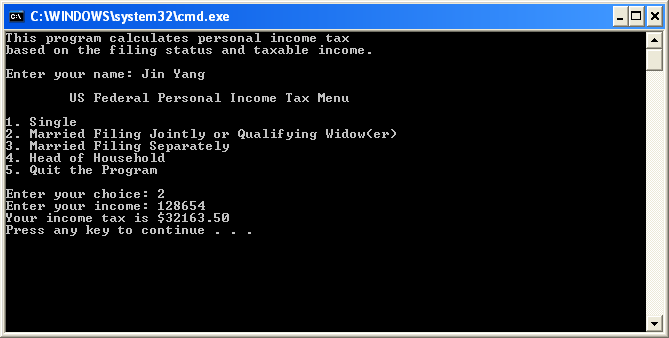 C:\WINDOWS\system32\cmd.exe
This program calculates personal income tax
based on the filing status and taxable income.
Enter your name: Jin Yang
US Federal Personal Income Tax Menu
1. Single
2. Married Filing Jointly or Qualifying Widow(er)
3. Married Filing Separately
4. Head of Household
5. Quit the Program
Enter your choice: 2
Enter your income: 128654
Your income tax is $32163.50
Press any key to continue . . .